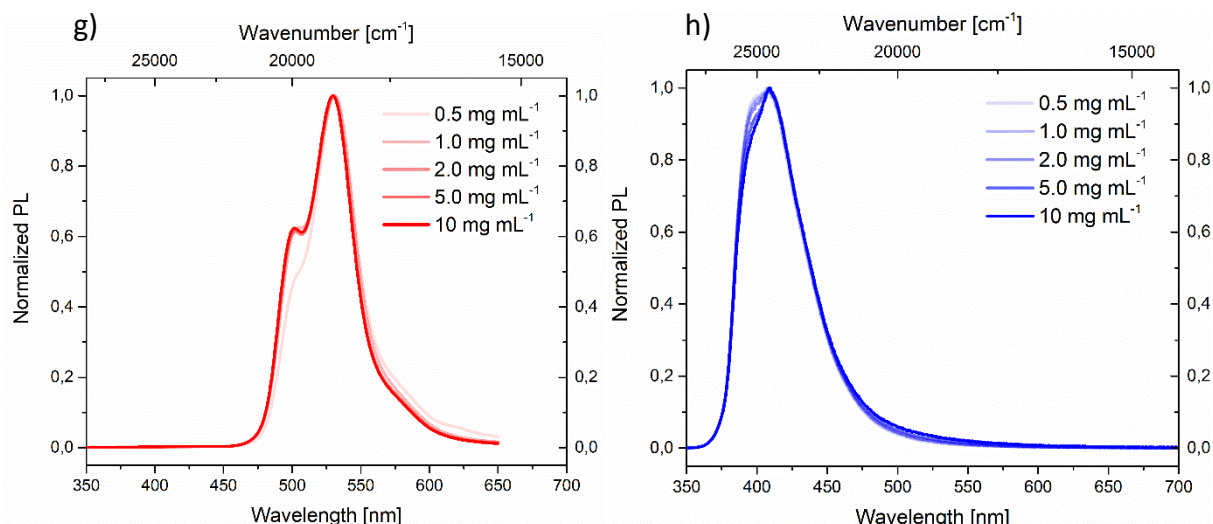 g)
Wavenumber [cm⁻¹]
25000 20000 15000
Normalized PL
1,0 1,0
0,8 0,8
0,6 0,6
0,4 0,4
0,2 0,2
0,0 0,0
0.5 mg mL⁻¹
1.0 mg mL⁻¹
2.0 mg mL⁻¹
5.0 mg mL⁻¹
10 mg mL⁻¹
350 400 450 500 550 600 650 700
Wavelength [nm]
h)
Wavenumber [cm⁻¹]
25000 20000 15000
Normalized PL
1,0 1,0
0,8 0,8
0,6 0,6
0,4 0,4
0,2 0,2
0,0 0,0
0.5 mg mL⁻¹
1.0 mg mL⁻¹
2.0 mg mL⁻¹
5.0 mg mL⁻¹
10 mg mL⁻¹
350 400 450 500 550 600 650 700
Wavelength [nm]